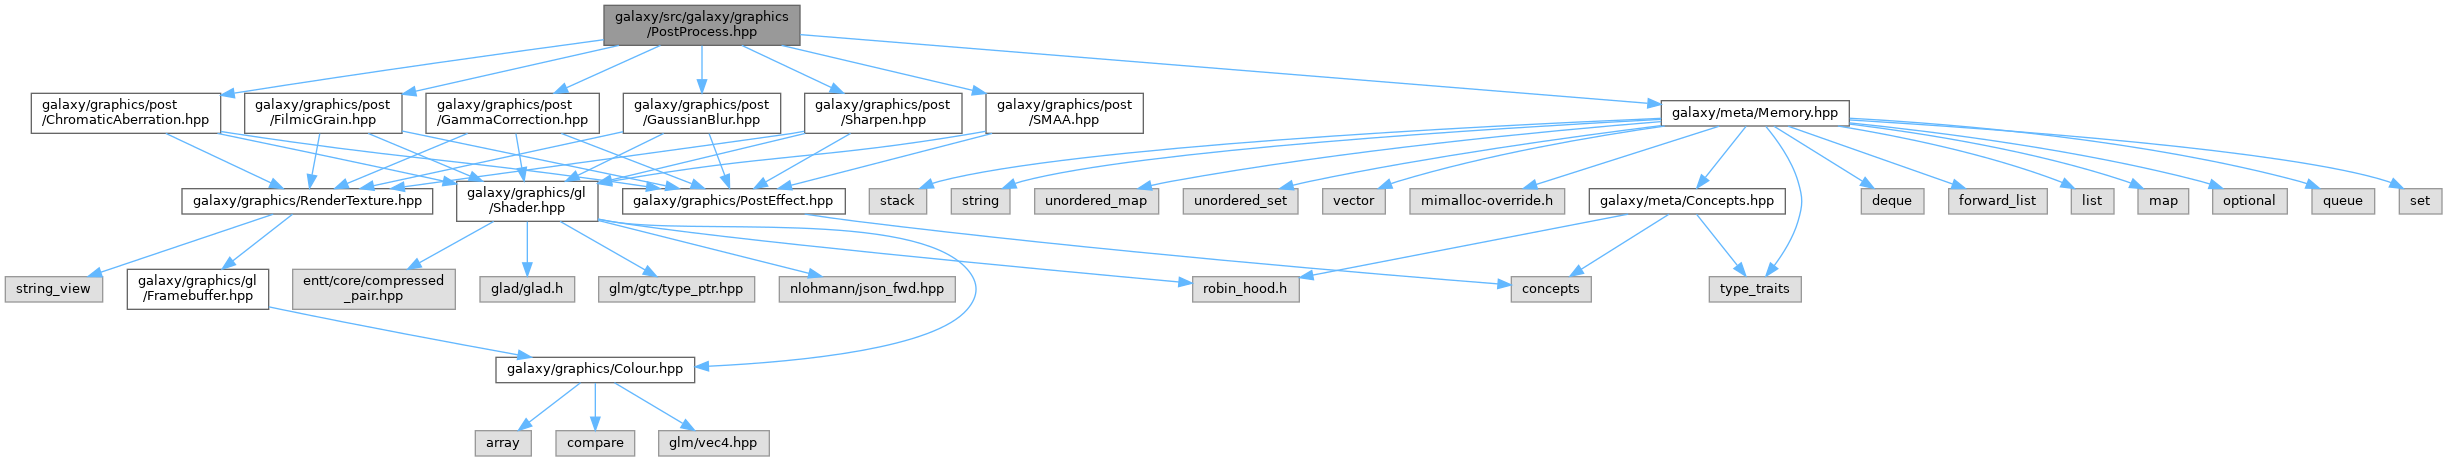 galaxy/src/galaxy/graphics
/PostProcess.hpp
galaxy/graphics/post
/ChromaticAberration.hpp
galaxy/graphics/post
/FilmicGrain.hpp
galaxy/graphics/post
/GammaCorrection.hpp
galaxy/graphics/post
/GaussianBlur.hpp
galaxy/graphics/post
/Sharpen.hpp
galaxy/graphics/post
/SMAA.hpp
galaxy/meta/Memory.hpp
galaxy/graphics/RenderTexture.hpp
galaxy/graphics/gl
/Shader.hpp
galaxy/graphics/PostEffect.hpp
stack
string
unordered_map
unordered_set
vector
mimalloc-override.h
galaxy/meta/Concepts.hpp
deque
forward_list
list
map
optional
queue
set
string_view
galaxy/graphics/gl
/Framebuffer.hpp
entt/core/compressed
_pair.hpp
glad/glad.h
glm/gtc/type_ptr.hpp
nlohmann/json_fwd.hpp
robin_hood.h
concepts
type_traits
galaxy/graphics/Colour.hpp
array
compare
glm/vec4.hpp